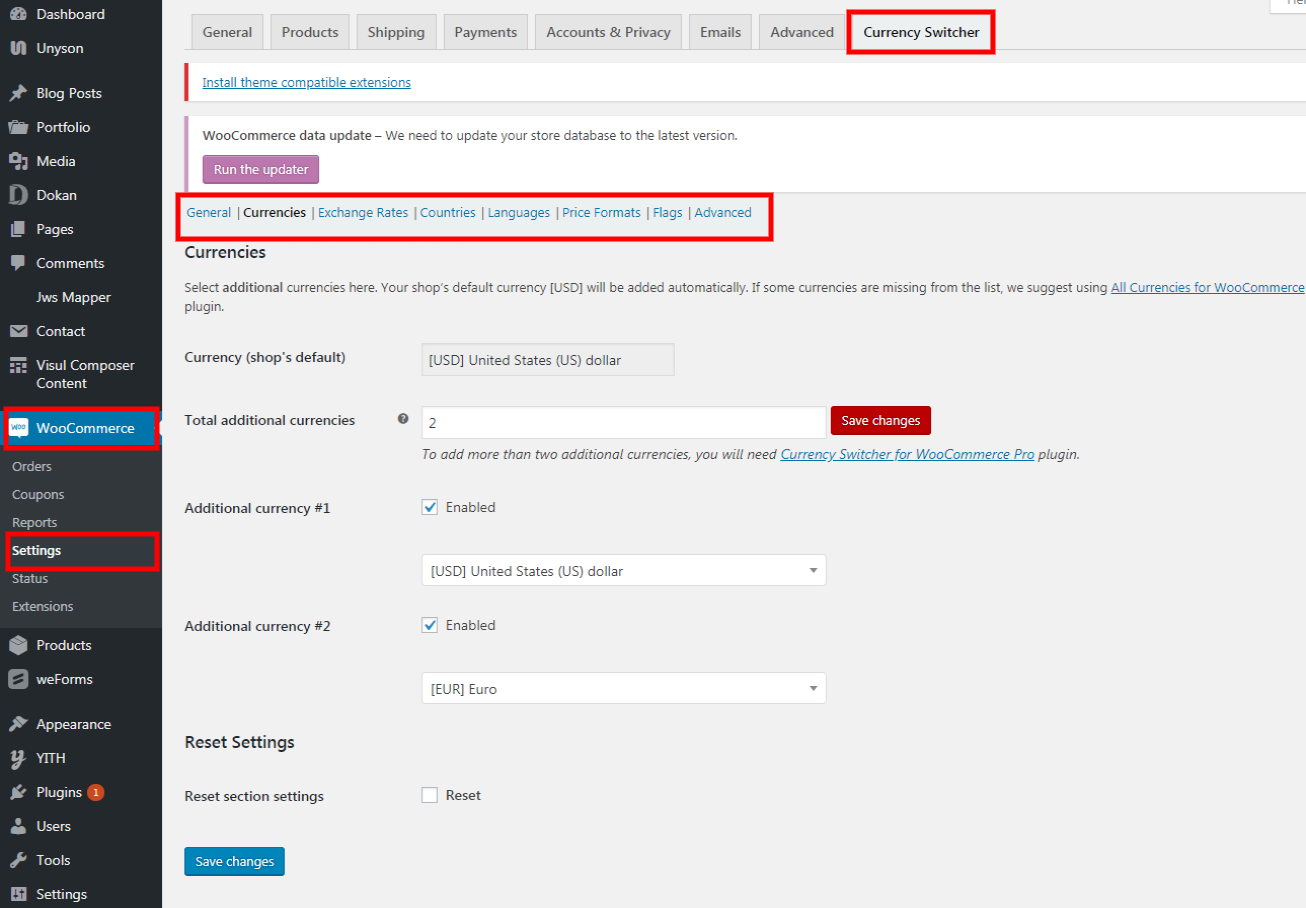 Dashboard
Unyson
Blog Posts
Portfolio
Media
Dokan
Pages
Comments
Jws Mapper
Contact
Visul Composer
Content
woo WooCommerce
Orders
Coupons
Reports
Settings
Status
Extensions
Products
weForms
Appearance
YITH
Plugins 1
Users
Tools
Settings
General Products Shipping Payments Accounts & Privacy Emails Advanced Currency Switcher
Install theme compatible extensions
WooCommerce data update – We need to update your store database to the latest version.
Run the updater
General | Currencies | Exchange Rates | Countries | Languages | Price Formats | Flags | Advanced
Currencies
Select additional currencies here. Your shop's default currency [USD] will be added automatically. If some currencies are missing from the list, we suggest using All Currencies for WooCommerce
plugin.
Currency (shop's default) [USD] United States (US) dollar
Total additional currencies ? 2 Save changes
To add more than two additional currencies, you will need Currency Switcher for WooCommerce Pro plugin.
Additional currency #1 Enabled
[USD] United States (US) dollar
Additional currency #2 Enabled
[EUR] Euro
Reset Settings
Reset section settings Reset
Save changes